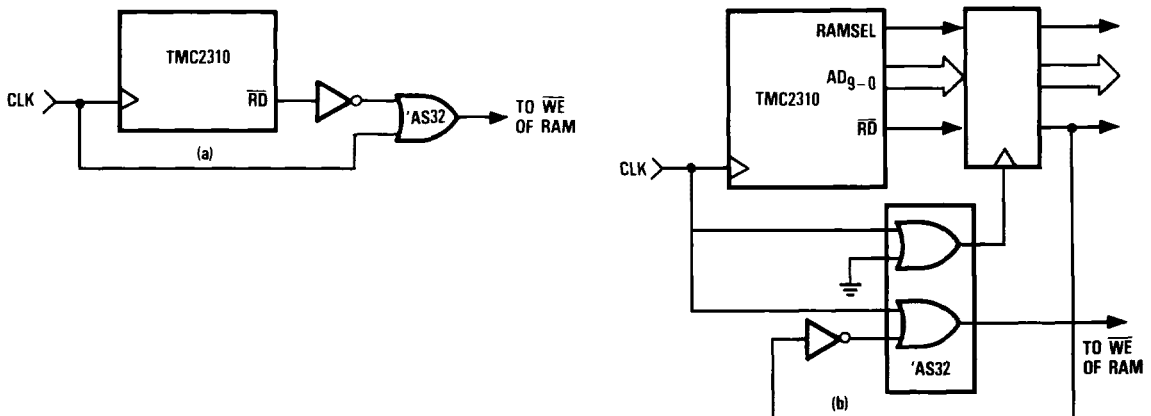 TMC2310
CLK
RD
'AS32
TO WE
OF RAM
(a)
RAMSEL
AD9-0
TMC2310
RD
CLK
'AS32
TO WE
OF RAM
(b)